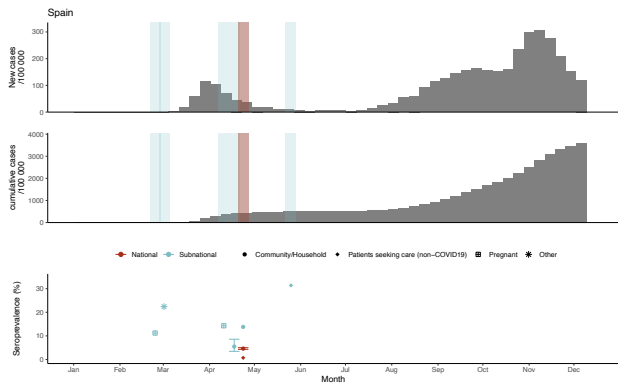 Spain
New cases
/100 000
300
200
100
0
cumulative cases
/100 000
4000
3000
2000
1000
0
National Subnational Community/Household Patients seeking care (non−COVID19) Pregnant Other
Seroprevalence (%)
30
20
10
0
Jan Feb Mar Apr May Jun Jul Aug Sep Oct Nov Dec
Month